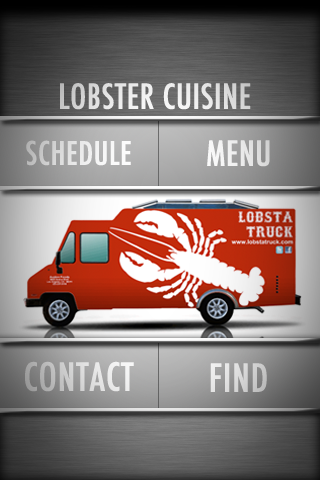 LOBSTER CUISINE
SCHEDULE
MENU
LOBSTA
TRUCK
www.lobstatruck.com
CONTACT
FIND